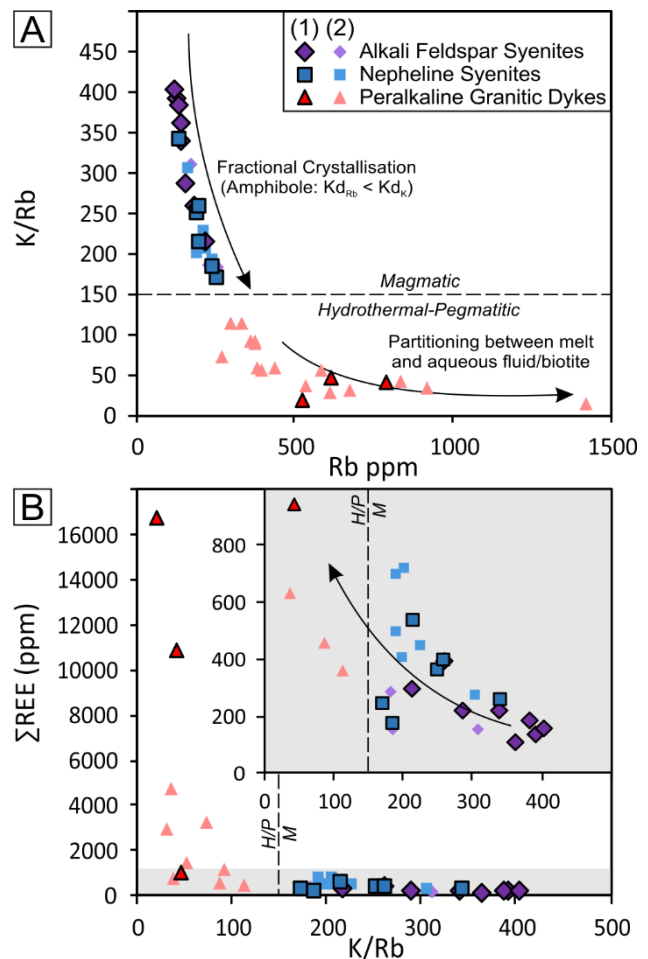 A
(1) (2)
Alkali Feldspar Syenites
Nepheline Syenites
Peralkaline Granitic Dykes
450
400
350
300
250
200
150
100
50
0
K/Rb
Fractional Crystallisation
(Amphibole: KdRb < KdK)
Magmatic
Hydrothermal-Pegmatitic
Partitioning between melt
and aqueous fluid/biotite
0 500 1000 1500
Rb ppm
B
16000
14000
12000
10000
8000
6000
4000
2000
0
∑REE (ppm)
800
600
400
200
0
H/P
M
0 100 200 300 400
H/P
M
0 100 200 300 400 500
K/Rb